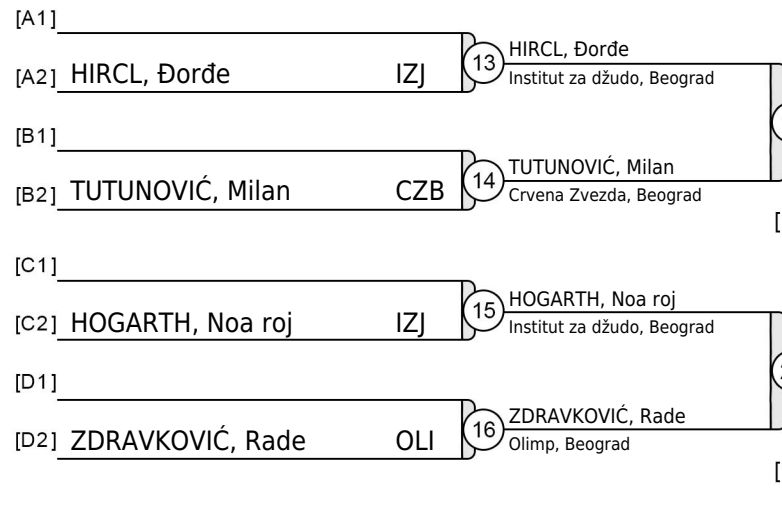 [A1]
[A2] HIRCL, Đorđe IZJ
13
HIRCL, Đorđe
Institut za džudo, Beograd
[B1]
[B2] TUTUNOVIĆ, Milan CZB
14
TUTUNOVIĆ, Milan
Crvena Zvezda, Beograd
[
[C1]
[C2] HOGARTH, Noa roj IZJ
15
HOGARTH, Noa roj
Institut za džudo, Beograd
[D1]
[D2] ZDRAVKOVIĆ, Rade OLI
16
ZDRAVKOVIĆ, Rade
Olimp, Beograd
[